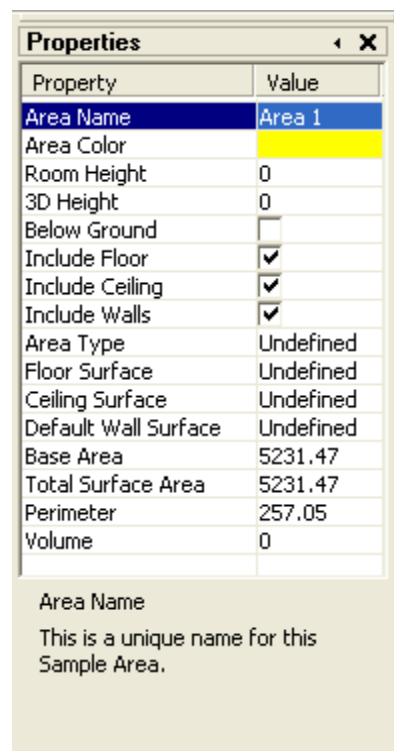 Properties
Property Value
Area Name Area 1
Area Color
Room Height 0
3D Height 0
Below Ground
Include Floor
Include Ceiling
Include Walls
Area Type Undefined
Floor Surface Undefined
Ceiling Surface Undefined
Default Wall Surface Undefined
Base Area 5231.47
Total Surface Area 5231.47
Perimeter 257.05
Volume 0
Area Name
This is a unique name for this
Sample Area.